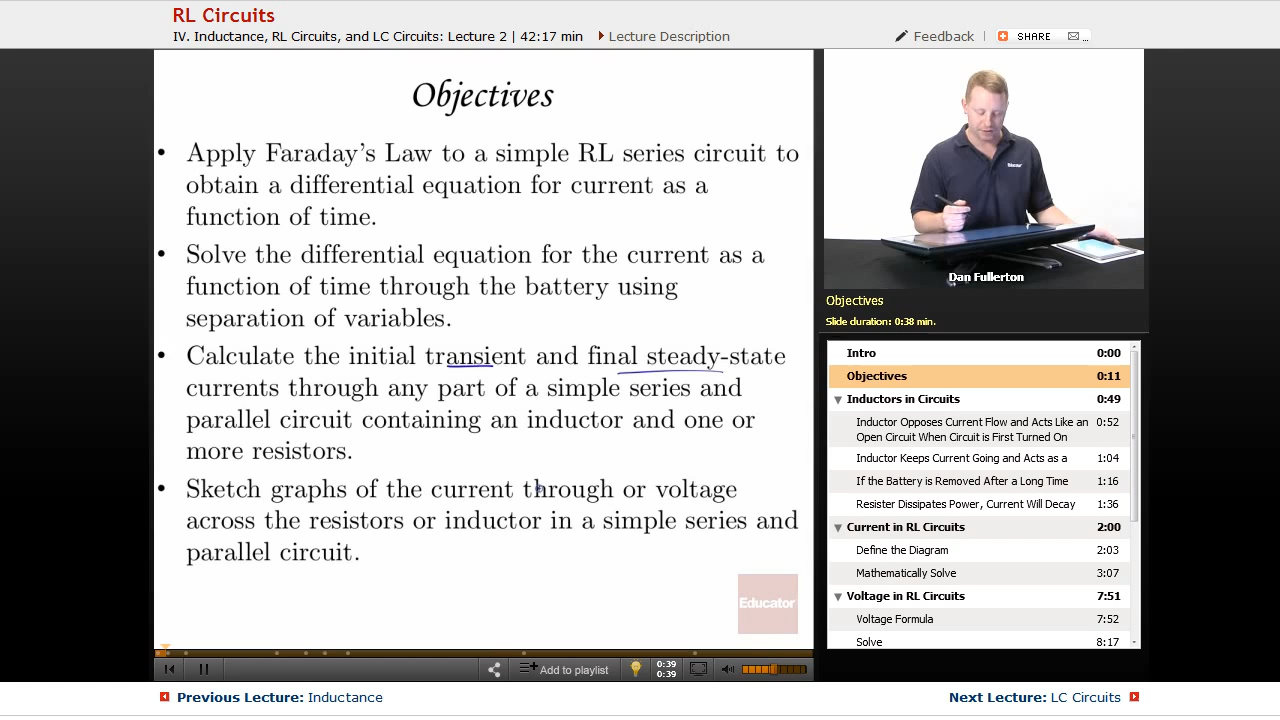 RL Circuits
IV. Inductance, RL Circuits, and LC Circuits: Lecture 2 | 42:17 min
Lecture Description
Feedback
SHARE
...
Objectives
• Apply Faraday's Law to a simple RL series circuit to
obtain a differential equation for current as a
function of time.
• Solve the differential equation for the current as a
function of time through the battery using
separation of variables.
• Calculate the initial transient and final steady-state
currents through any part of a simple series and
parallel circuit containing an inductor and one or
more resistors.
• Sketch graphs of the current through or voltage
across the resistors or inductor in a simple series and
parallel circuit.
Educator
Dan Fullerton
Objectives
Slide duration: 0:38 min.
Intro 0:00
Objectives 0:11
Inductors in Circuits 0:49
Inductor Opposes Current Flow and Acts Like an 0:52
Open Circuit When Circuit is First Turned On
Inductor Keeps Current Going and Acts as a 1:04
If the Battery is Removed After a Long Time 1:16
Resister Dissipates Power, Current Will Decay 1:36
Current in RL Circuits 2:00
Define the Diagram 2:03
Mathematically Solve 3:07
Voltage in RL Circuits 7:51
Voltage Formula 7:52
Solve 8:17
Add to playlist
0:39
0:39
Previous Lecture: Inductance
Next Lecture: LC Circuits